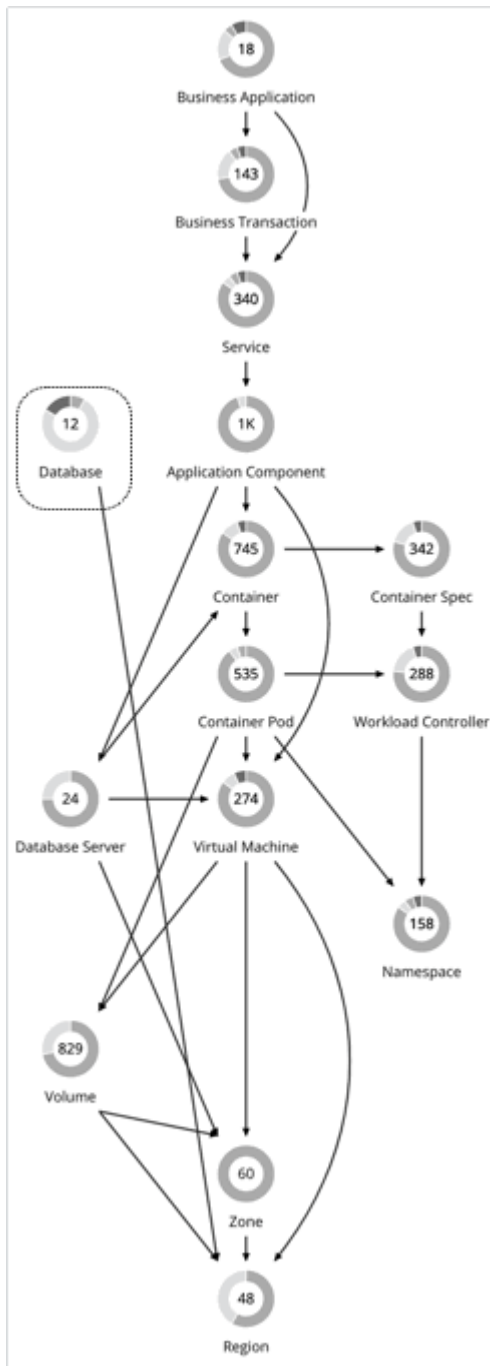 18
Business Application
143
Business Transaction
340
Service
12
Database
1K
Application Component
745
Container
342
Container Spec
535
Container Pod
288
Workload Controller
24
Database Server
274
Virtual Machine
158
Namespace
829
Volume
60
Zone
48
Region